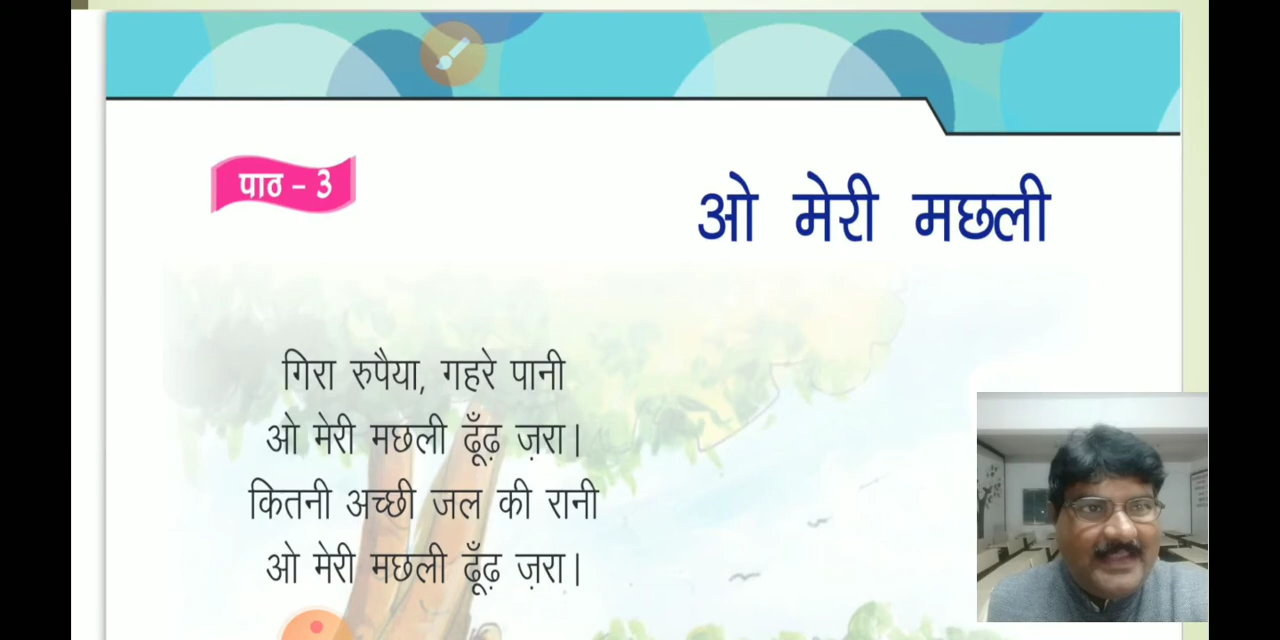 पाठ - 3
ओ मेरी मछली
गिरा रुपैया, गहरे पानी
ओ मेरी मछली ढूँढ़ ज़रा।
कितनी अच्छी जल की रानी
ओ मेरी मछली ढूँढ़ ज़रा।